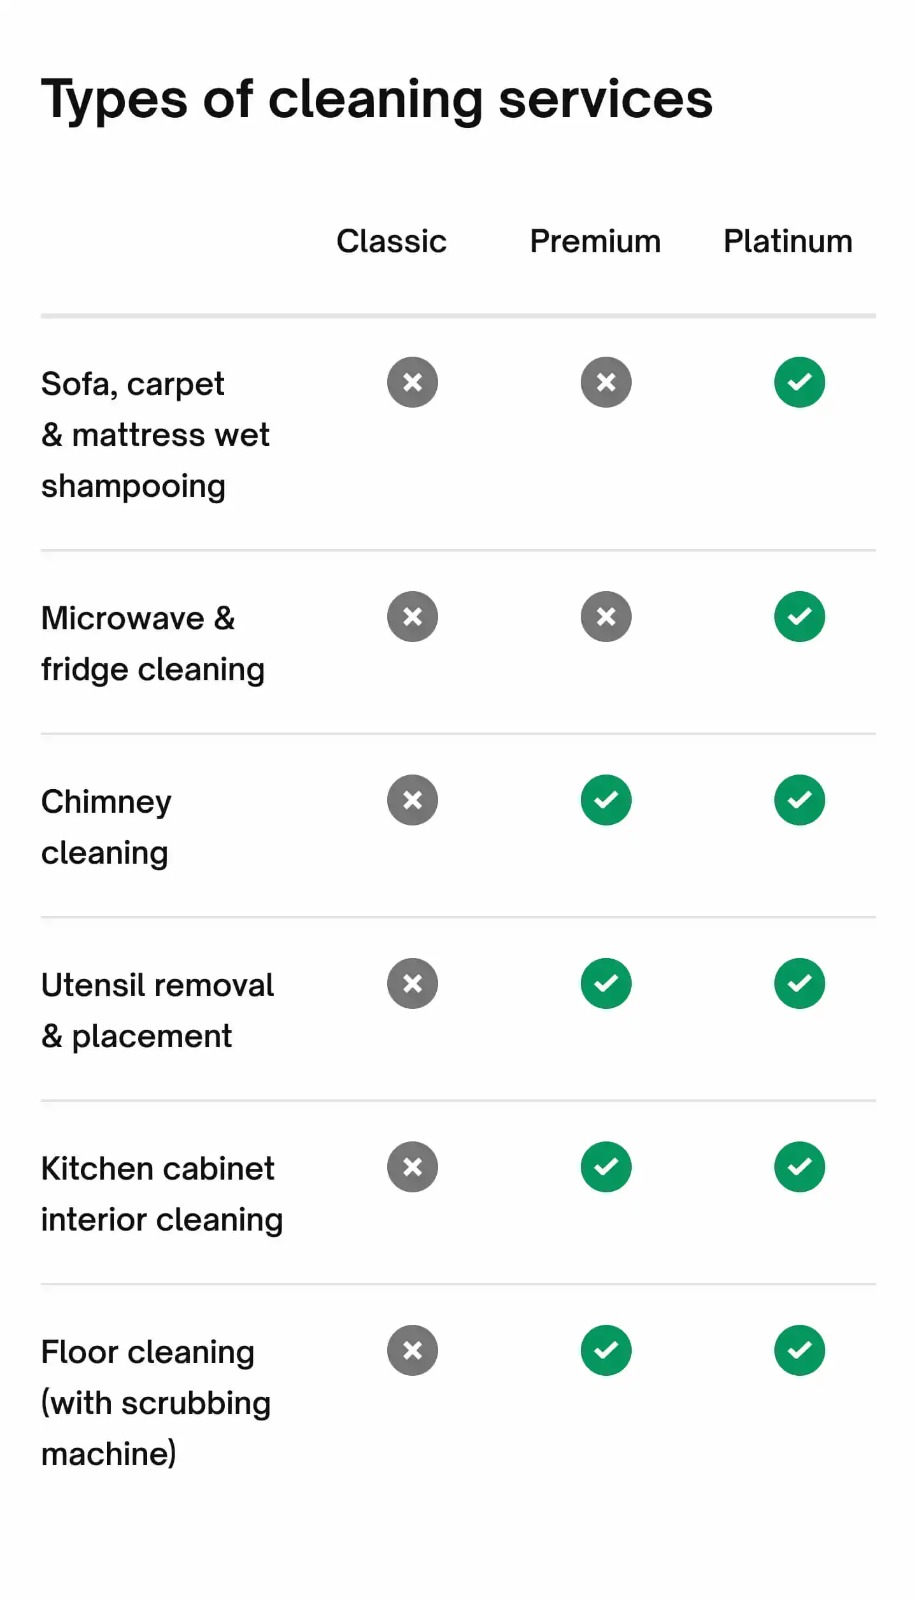 Types of cleaning services
Classic Premium Platinum
Sofa, carpet
& mattress wet
shampooing
Microwave &
fridge cleaning
Chimney
cleaning
Utensil removal
& placement
Kitchen cabinet
interior cleaning
Floor cleaning
(with scrubbing
machine)